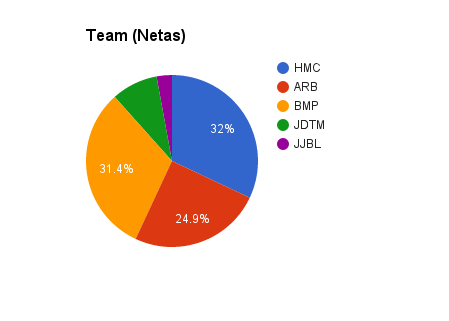 Team (Netas)
HMC
ARB
BMP
JDTM
JJBL
32%
31.4%
24.9%